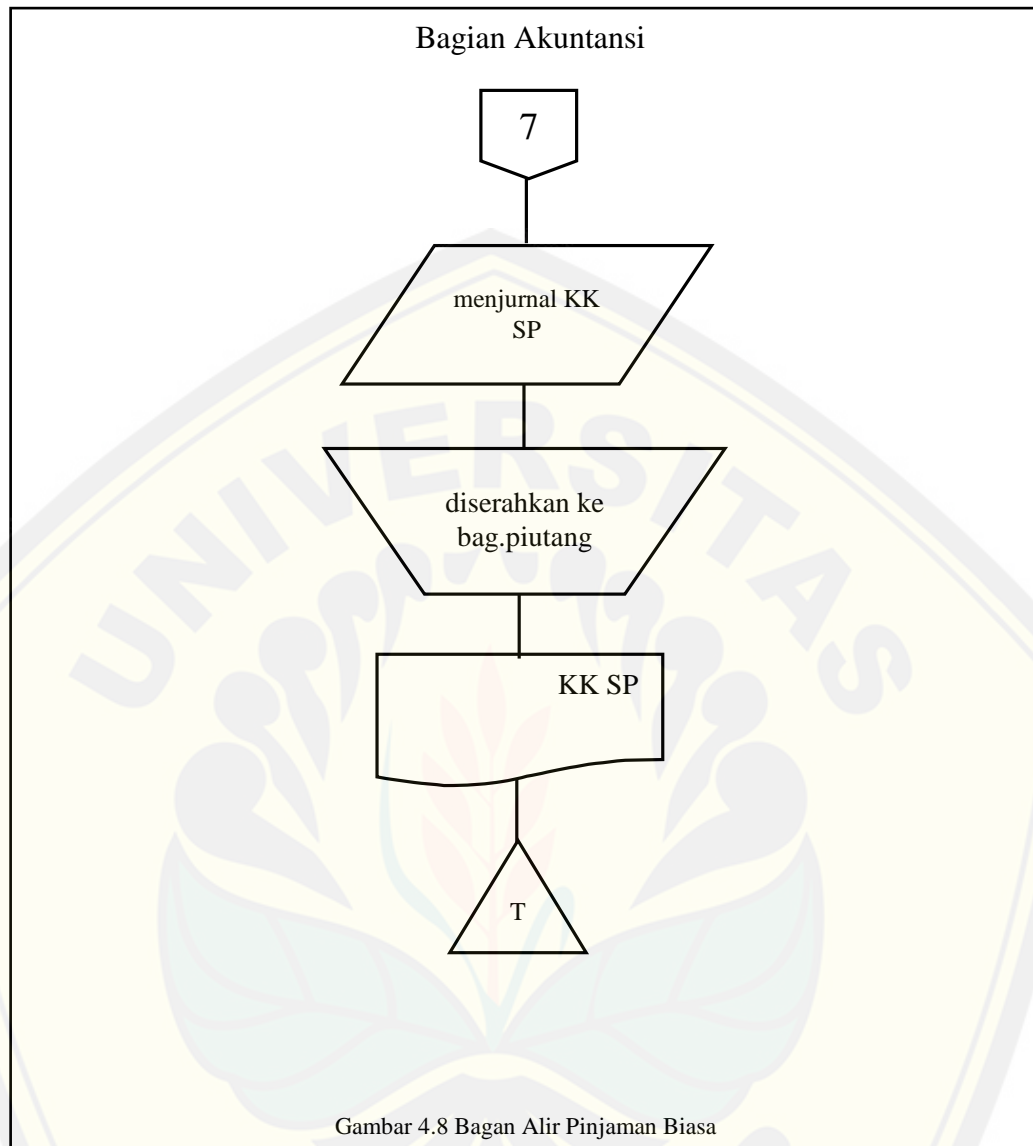 Bagian Akuntansi
7
menjurnal KK
SP
diserahkan ke
bag.piutang
KK SP
T
Gambar 4.8 Bagan Alir Pinjaman Biasa
UNIVERSITAS